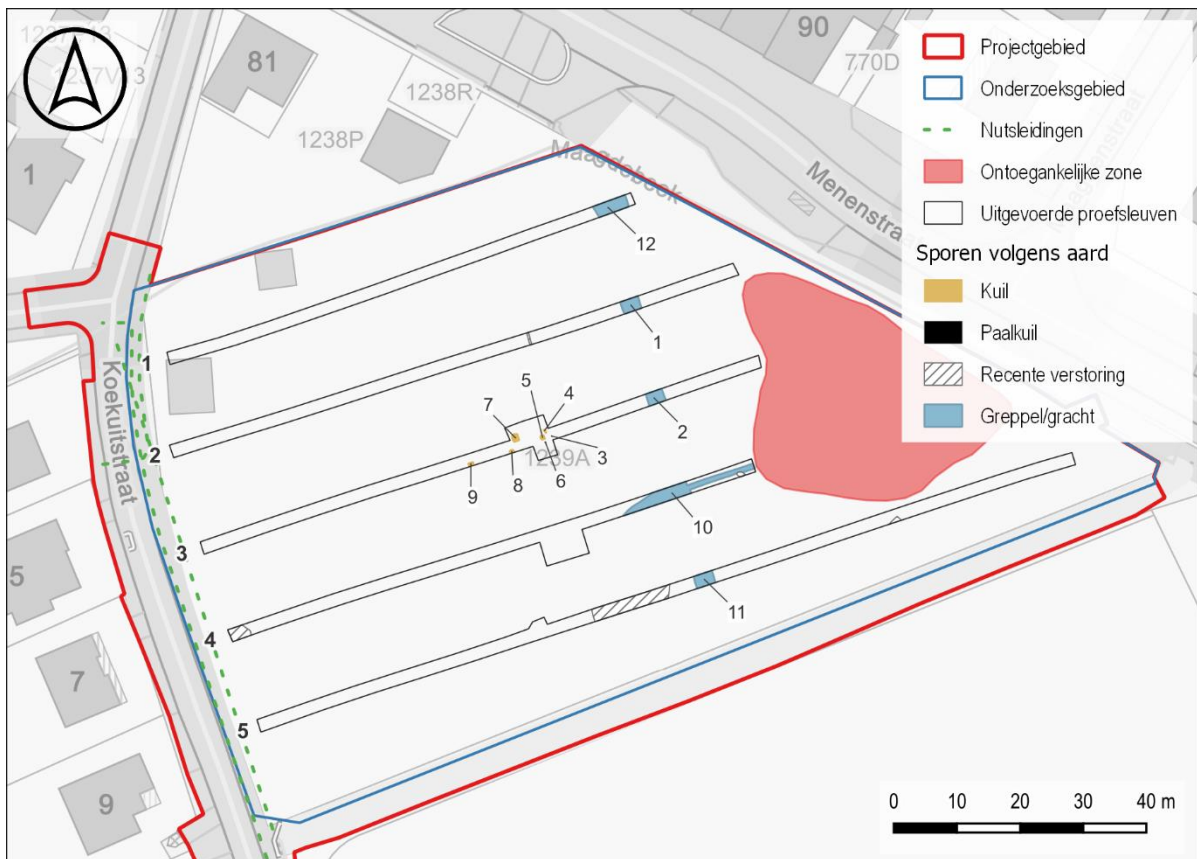 1237V13
81
1238R
1238P
1
Maagdebeek
90
770D
Menenstraat
Koekuitstraat
12
1
1
2
5
4
7
2
3
6
1239A
9
8
3
10
5
11
4
7
5
9
Projectgebied
Onderzoeksgebied
Nutsleidingen
Ontoegankelijke zone
Uitgevoerde proefsleuven
Sporen volgens aard
Kuil
Paalkuil
Recente verstoring
Greppel/gracht
0 10 20 30 40 m